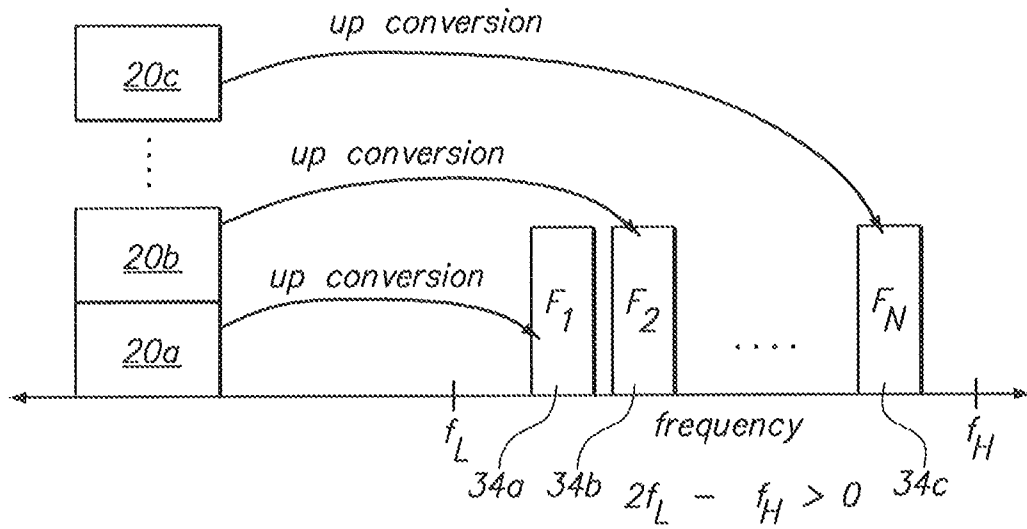 up conversion
20c
up conversion
20b
up conversion
20a
F1
F2
....
FN
fL
frequency
fH
34a
34b
2fL - fH > 0
34c